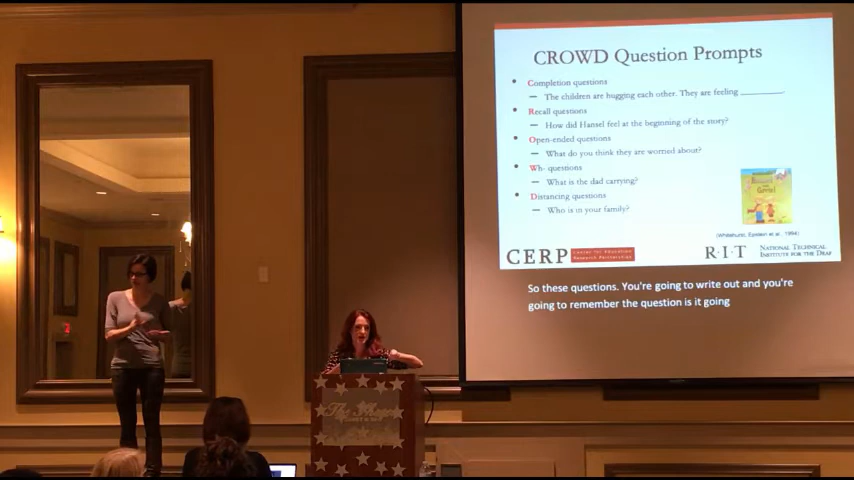 CROWD Question Prompts
• Completion questions
– The children are hugging each other. They are feeling ________.
• Recall questions
– How did Hansel feel at the beginning of the story?
• Open-ended questions
– What do you think they are worried about?
• Wh- questions
– What is the dad carrying?
• Distancing questions
– Who is in your family?
(Whitehurst, Epstein et al., 1994)
CERP Center for Education
Research Partnerships
R·I·T NATIONAL TECHNICAL
INSTITUTE FOR THE DEAF
So these questions. You're going to write out and you're
going to remember the question is it going